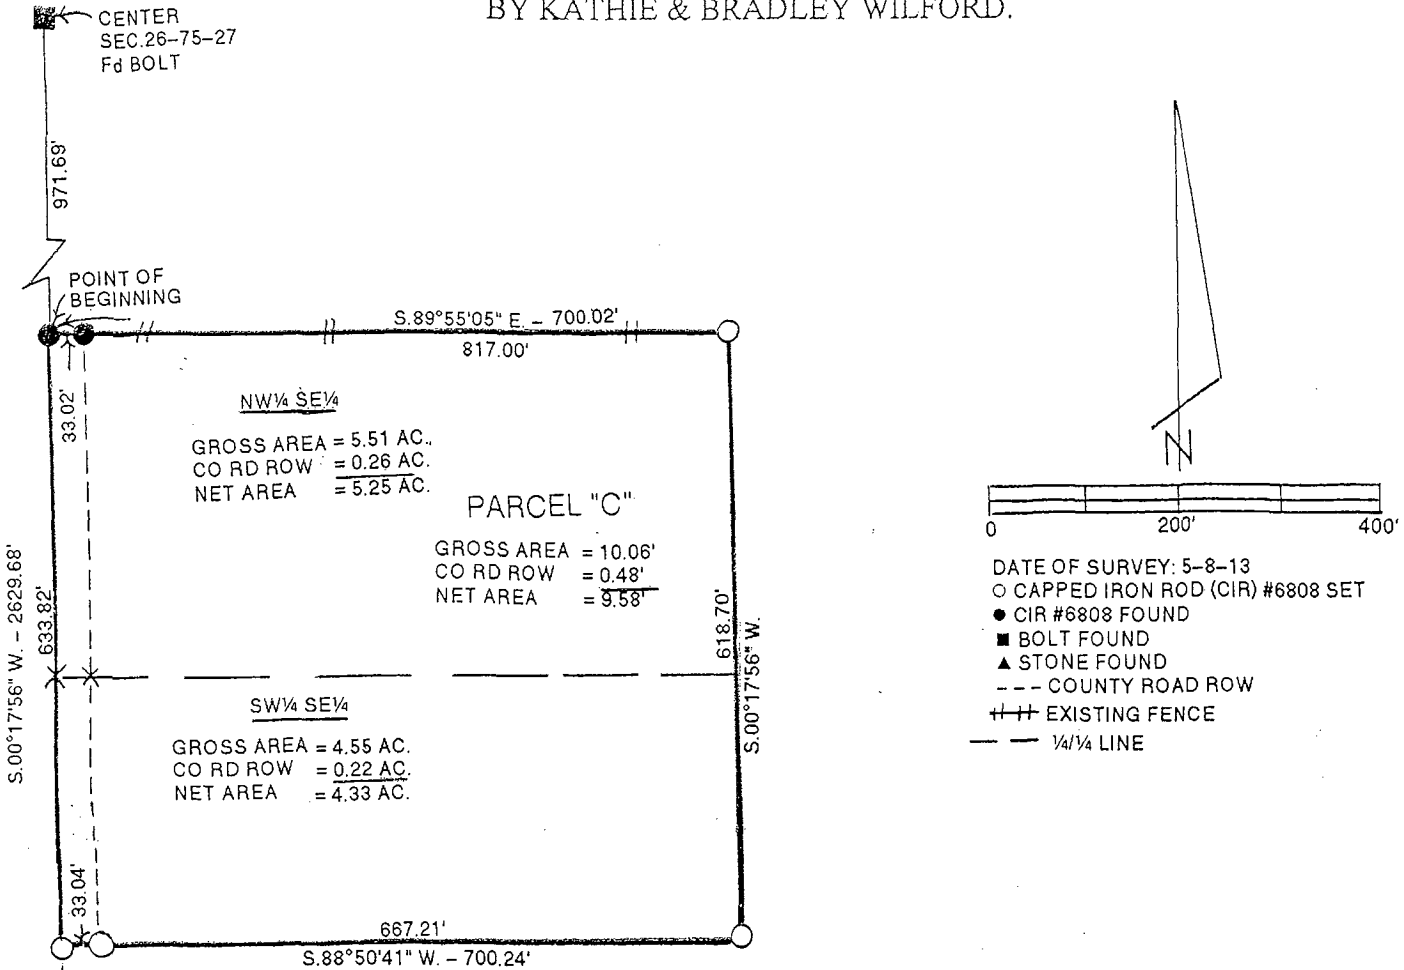 BY KATHIE & BRADLEY WILFORD.
CENTER
SEC.26-75-27
Fd BOLT
971.69'
POINT OF
BEGINNING
S.89°55'05" E. - 700.02'
817.00'
33.02'
NW¼ SE¼
GROSS AREA = 5.51 AC.
CO RD ROW = 0.26 AC.
NET AREA = 5.25 AC.
PARCEL "C"
GROSS AREA = 10.06'
CO RD ROW = 0.48'
NET AREA = 9.58'
S.00°17'56" W. - 2629.68'
633.82'
618.70'
S.00°17'56" W.
SW¼ SE¼
GROSS AREA = 4.55 AC.
CO RD ROW = 0.22 AC.
NET AREA = 4.33 AC.
33.04'
667.21'
S.88°50'41" W. - 700.24'
N
0 200' 400'
DATE OF SURVEY: 5-8-13
CAPPED IRON ROD (CIR) #6808 SET
CIR #6808 FOUND
BOLT FOUND
STONE FOUND
COUNTY ROAD ROW
EXISTING FENCE
¼/¼ LINE